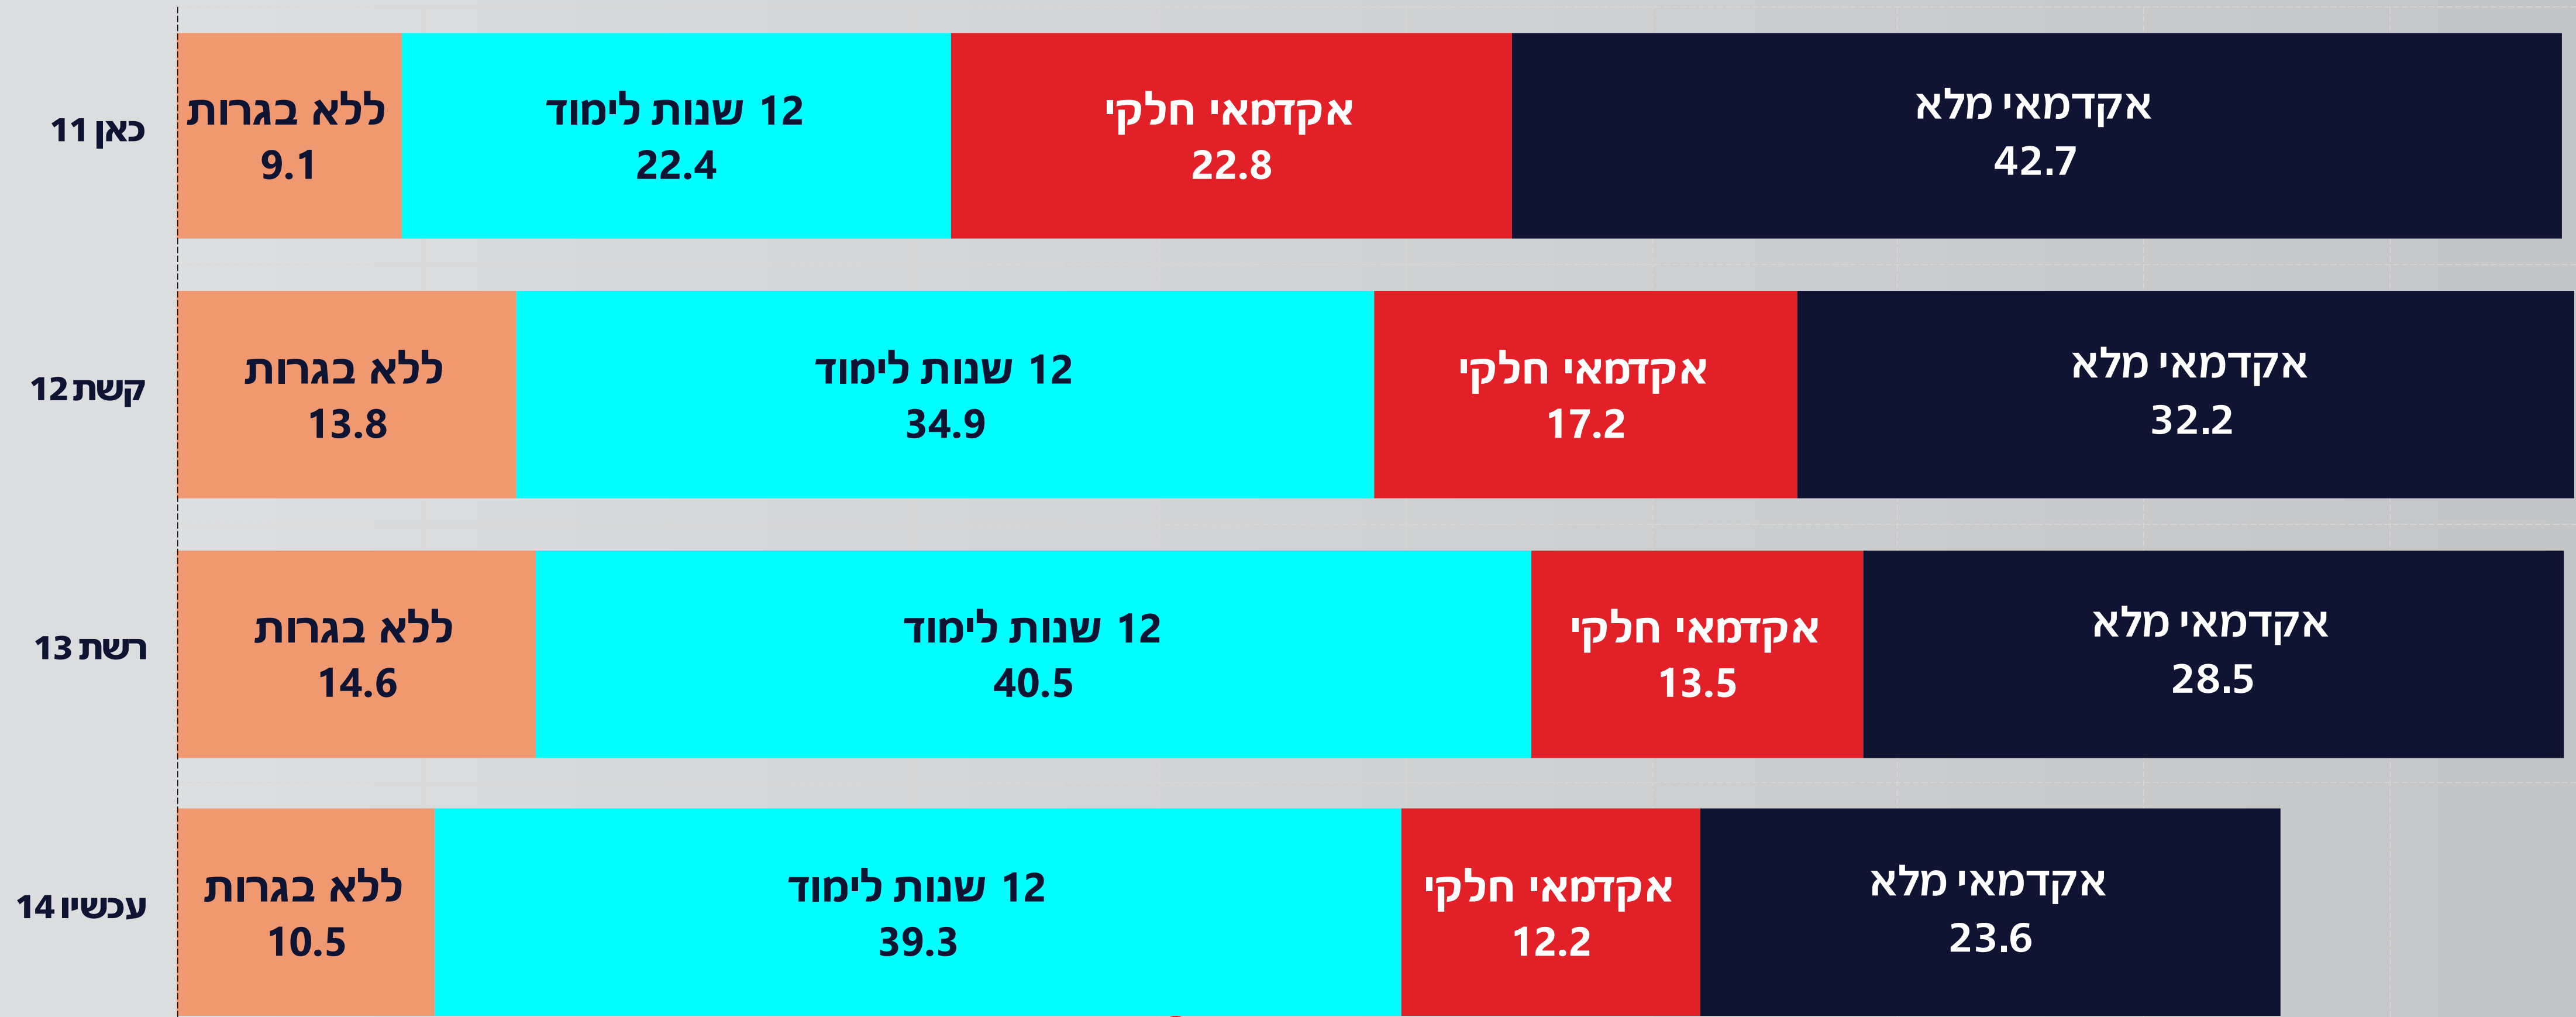 כאן 11
ללא בגרות
9.1
12 שנות לימוד
22.4
אקדמאי חלקי
22.8
אקדמאי מלא
42.7
קשת 12
ללא בגרות
13.8
12 שנות לימוד
34.9
אקדמאי חלקי
17.2
אקדמאי מלא
32.2
רשת 13
ללא בגרות
14.6
12 שנות לימוד
40.5
אקדמאי חלקי
13.5
אקדמאי מלא
28.5
עכשיו 14
ללא בגרות
10.5
12 שנות לימוד
39.3
אקדמאי חלקי
12.2
אקדמאי מלא
23.6